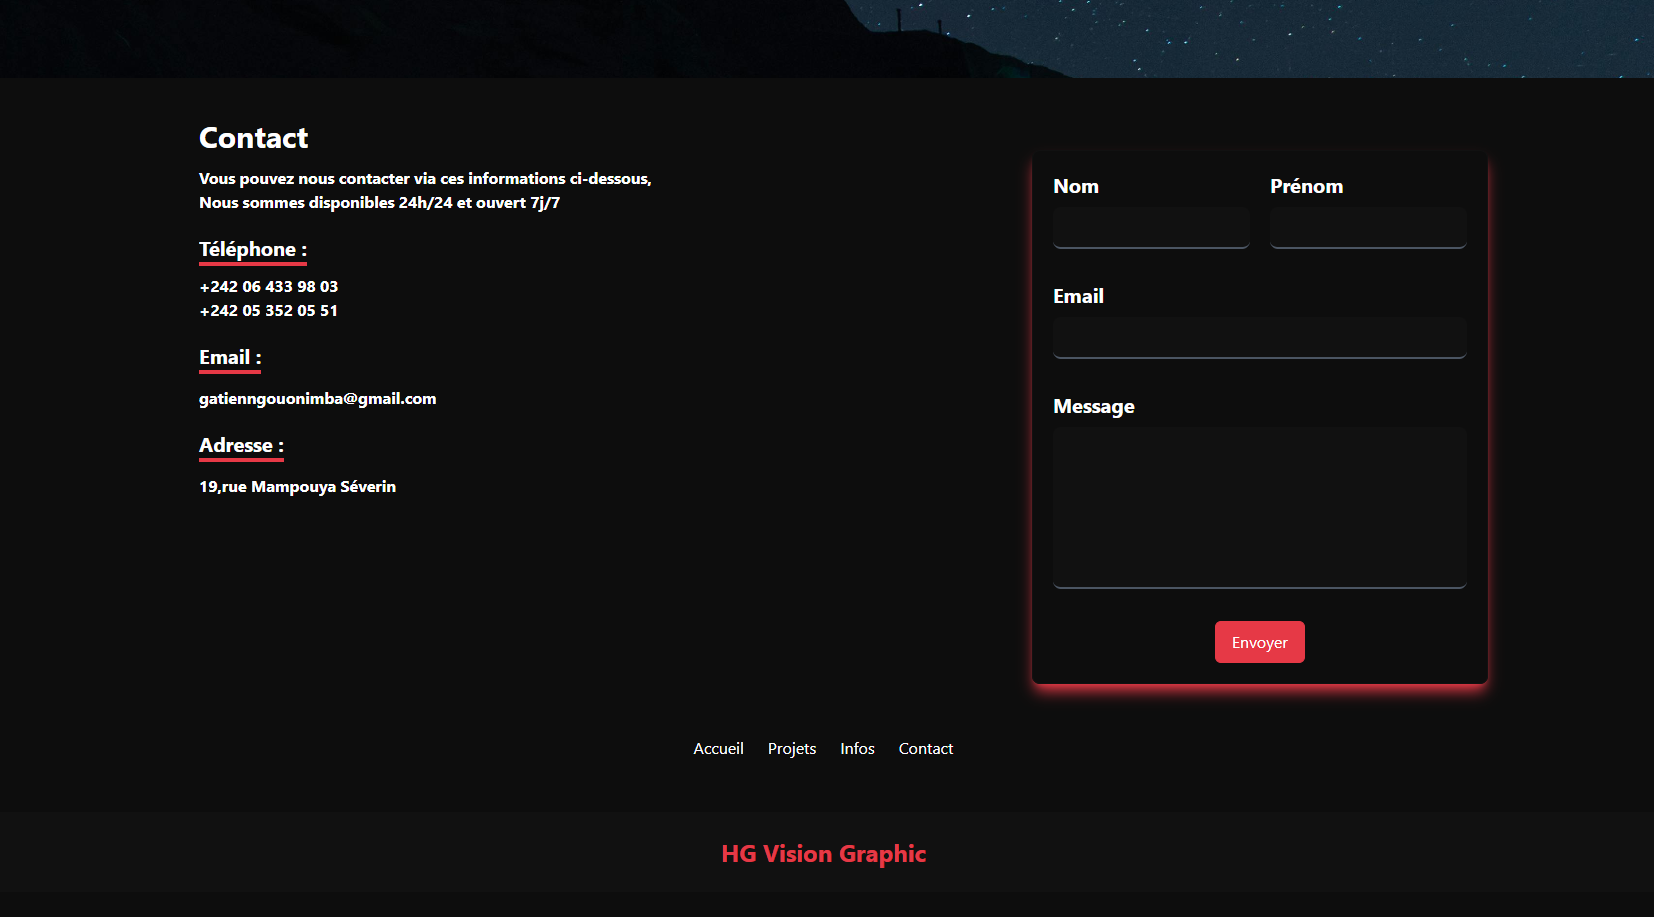 Contact
Vous pouvez nous contacter via ces informations ci-dessous,
Nous sommes disponibles 24h/24 et ouvert 7j/7
Téléphone :
+242 06 433 98 03
+242 05 352 05 51
Email :
gatienngouonimba@gmail.com
Adresse :
19,rue Mampouya Séverin
Nom
Prénom
Email
Message
Envoyer
Accueil
Projets
Infos
Contact
HG Vision Graphic